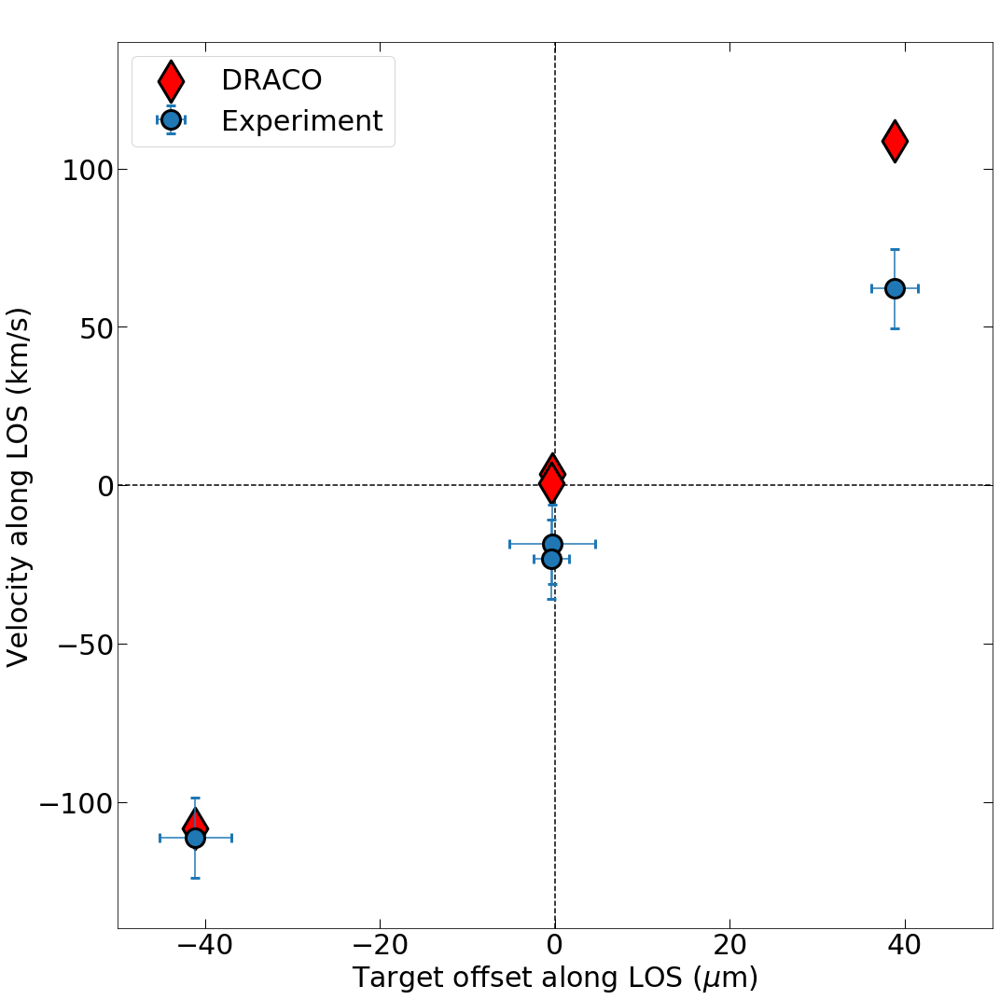 DRACO
Experiment
Velocity along LOS (km/s)
100
50
0
−50
−100
−40
−20
0
20
40
Target offset along LOS (μm)